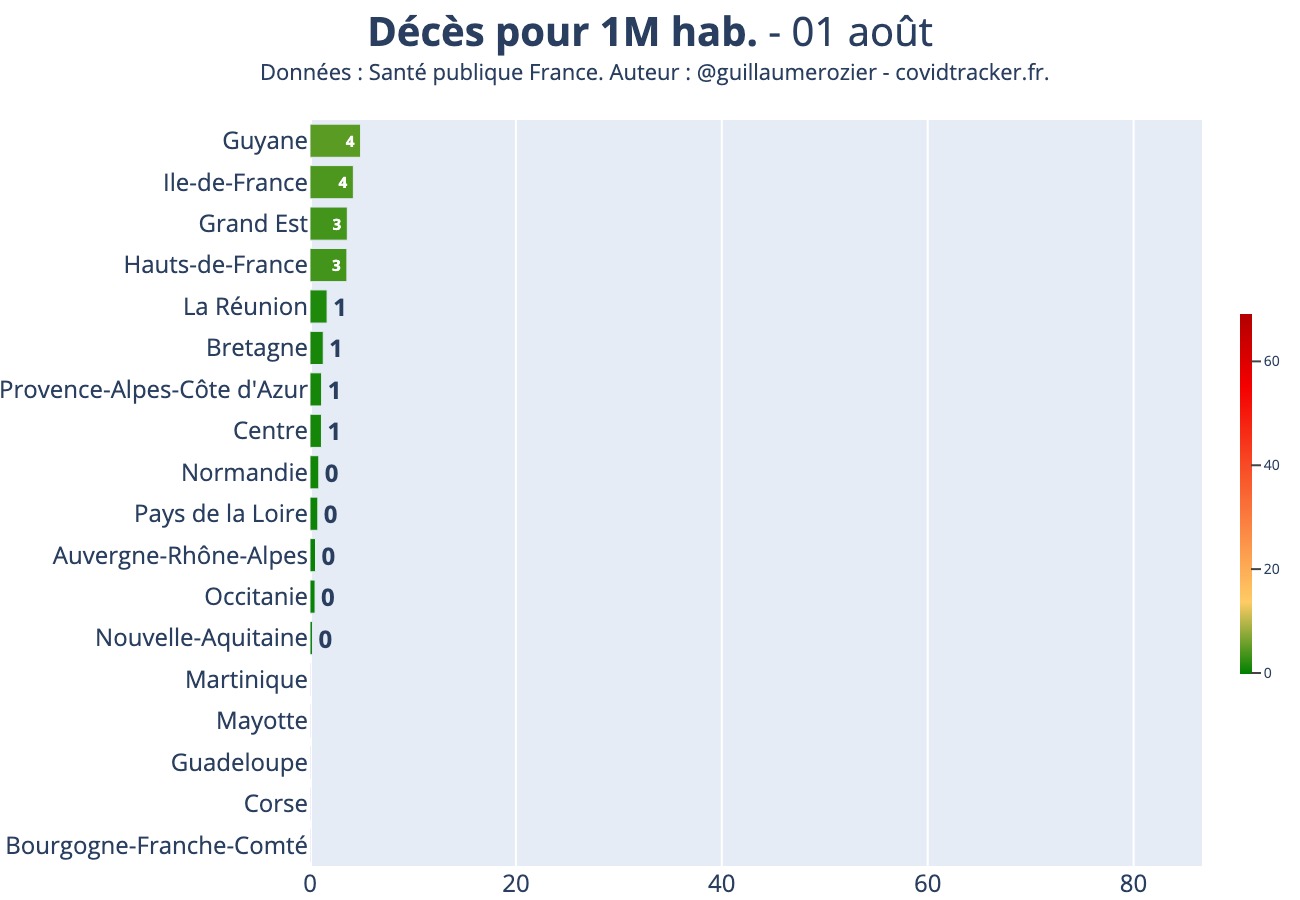 Décès pour 1M hab. - 01 août
Données : Santé publique France. Auteur : @guillaumerozier - covidtracker.fr.
Guyane 4
Ile-de-France 4
Grand Est 3
Hauts-de-France 3
La Réunion 1
Bretagne 1
Provence-Alpes-Côte d'Azur 1
Centre 1
Normandie 0
Pays de la Loire 0
Auvergne-Rhône-Alpes 0
Occitanie 0
Nouvelle-Aquitaine 0
Martinique
Mayotte
Guadeloupe
Corse
Bourgogne-Franche-Comté
0 20 40 60 80
60
40
20
0